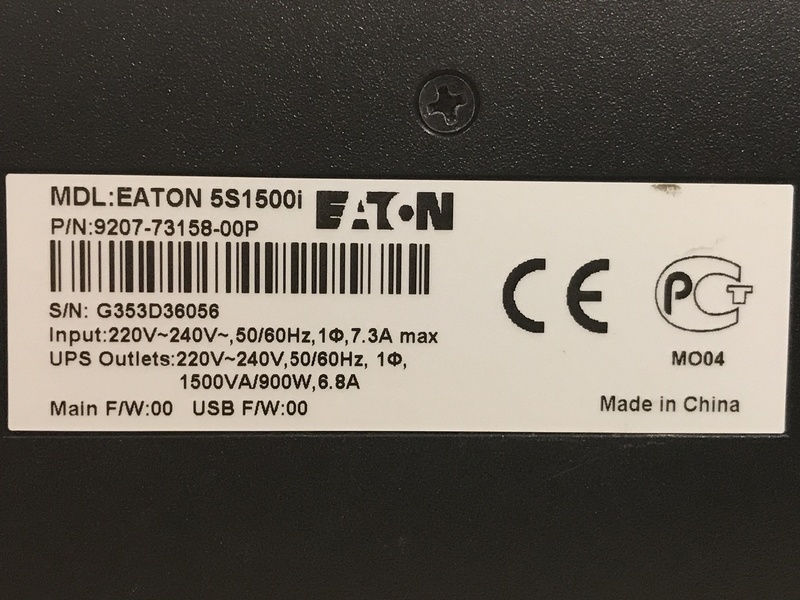 MDL:EATON 5S1500i EATON
P/N:9207-73158-00P
S/N: G353D36056
Input:220V~240V~,50/60Hz,1Φ,7.3A max
UPS Outlets:220V~240V,50/60Hz, 1Φ,
1500VA/900W,6.8A
Main F/W:00 USB F/W:00
CE
РСТ
MO04
Made in China